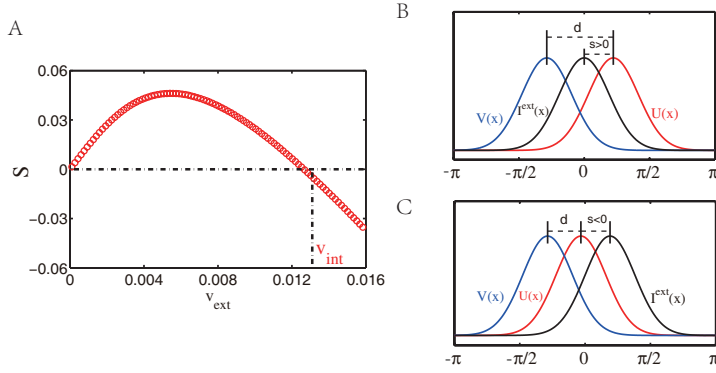 A
0.06
0.03
0
-0.03
-0.06
S
0 0.004 0.008 0.012 0.016
v_ext
v_int
B
d
s>0
V(x)
I^ext(x)
U(x)
-π -π/2 0 π/2 π
C
d
s<0
V(x)
U(x)
I^ext(x)
-π -π/2 0 π/2 π